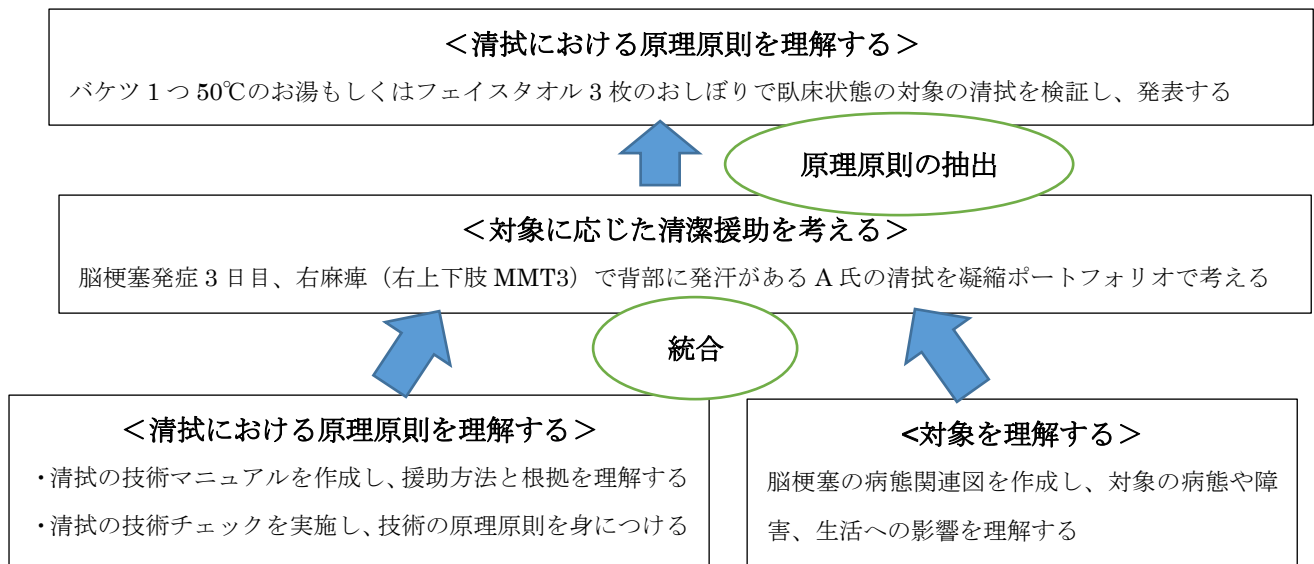 ＜清拭における原理原則を理解する＞
バケツ 1 つ 50℃のお湯もしくはフェイスタオル 3 枚のおしぼりで臨床状態の対象の清拭を検証し、発表する
原理原則の抽出
＜対象に応じた清潔援助を考える＞
脳梗塞発症 3 日目、右麻痺（右上下肢 MMT3）で背部に発汗がある A 氏の清拭を凝縮ポートフォリオで考える
統合
＜清拭における原理原則を理解する＞
・清拭の技術マニュアルを作成し、援助方法と根拠を理解する
・清拭の技術チェックを実施し、技術の原理原則を身につける
<対象を理解する＞
脳梗塞の病態関連図を作成し、対象の病態や障
害、生活への影響を理解する